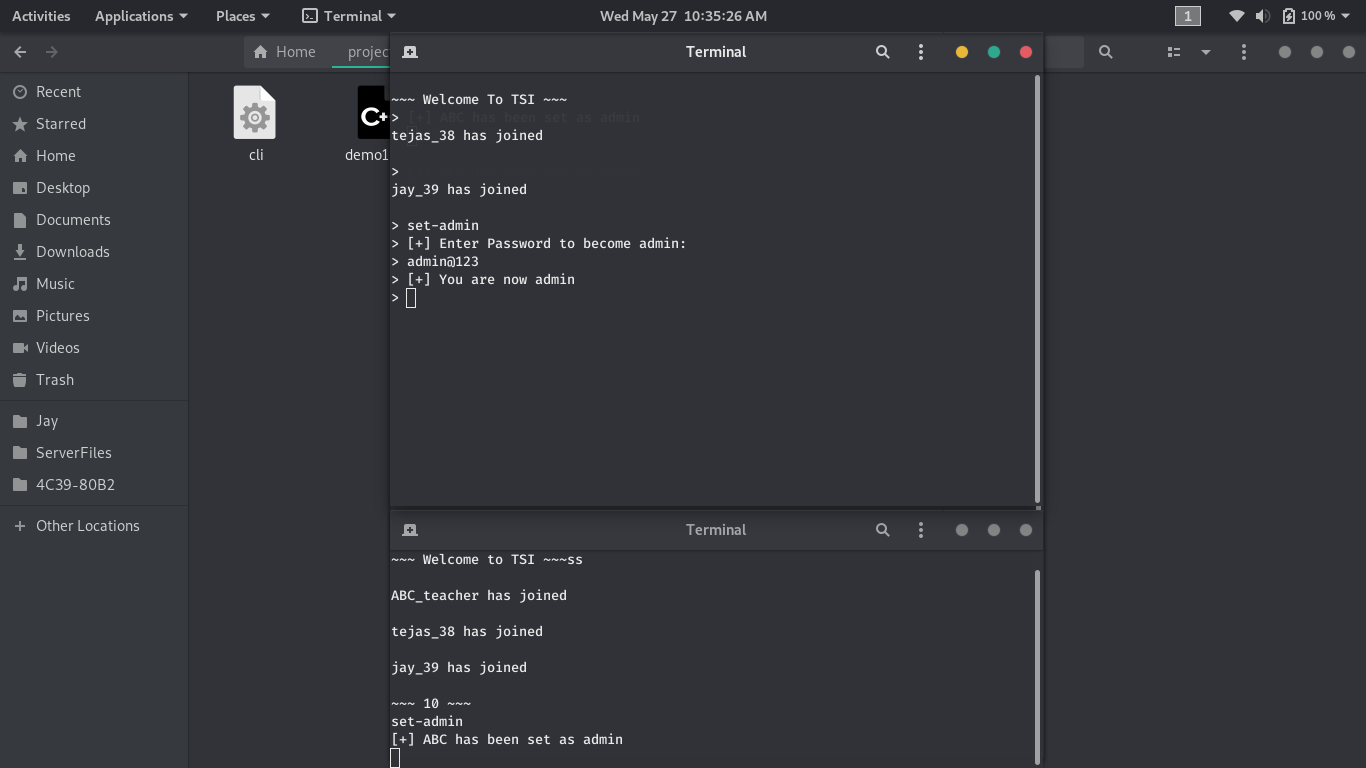 Activities Applications Places Terminal Wed May 27 10:35:26 AM 1 100 %
Home projec
Terminal
Recent
Starred
Home
Desktop
Documents
Downloads
Music
Pictures
Videos
Trash
Jay
ServerFiles
4C39-80B2
Other Locations
cli
C+
demo1
~~~ Welcome To TSI ~~~
> [+] ABC has been set as admin
tejas_38 has joined
>
jay_39 has joined
> set-admin
> [+] Enter Password to become admin:
> admin@123
> [+] You are now admin
>
Terminal
~~~ Welcome to TSI ~~~ss
ABC_teacher has joined
tejas_38 has joined
jay_39 has joined
~~~ 10 ~~~
set-admin
[+] ABC has been set as admin